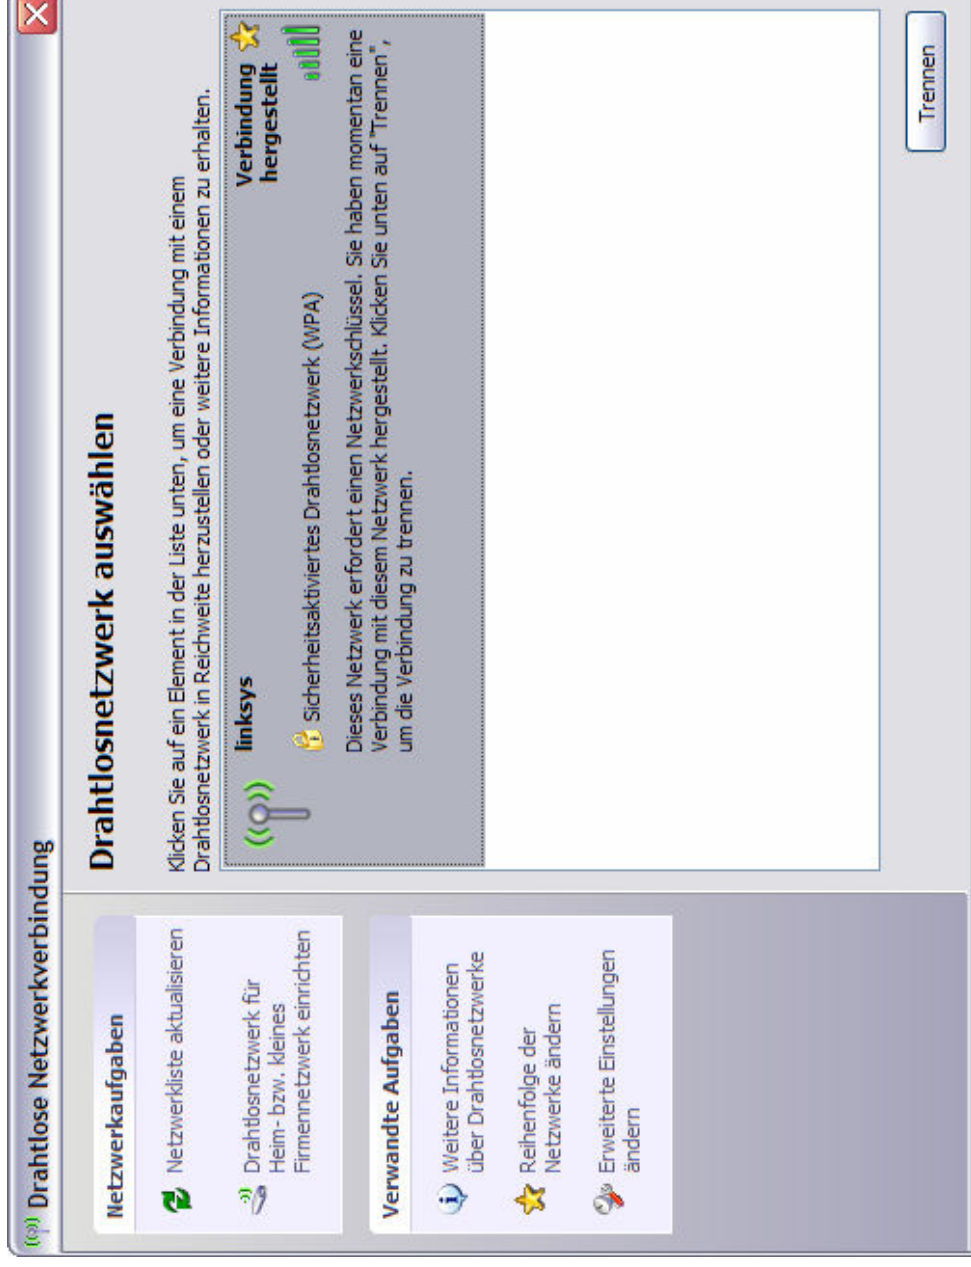 Drahtlose Netzwerkverbindung
Netzwerkaufgaben
Netzwerkliste aktualisieren
Drahtlosnetzwerk für
Heim- bzw. kleines
Firmennetzwerk einrichten
Verwandte Aufgaben
Weitere Informationen
über Drahtlosnetzwerke
Reihenfolge der
Netzwerke ändern
Erweiterte Einstellungen
ändern
Drahtlosnetzwerk auswählen
Klicken Sie auf ein Element in der Liste unten, um eine Verbindung mit einem
Drahtlosnetzwerk in Reichweite herzustellen oder weitere Informationen zu erhalten.
linksys
Verbindung
hergestellt
Sicherheitsaktiviertes Drahtlosnetzwerk (WPA)
Dieses Netzwerk erfordert einen Netzwerkschlüssel. Sie haben momentan eine
Verbindung mit diesem Netzwerk hergestellt. Klicken Sie unten auf "Trennen",
um die Verbindung zu trennen.
Trennen